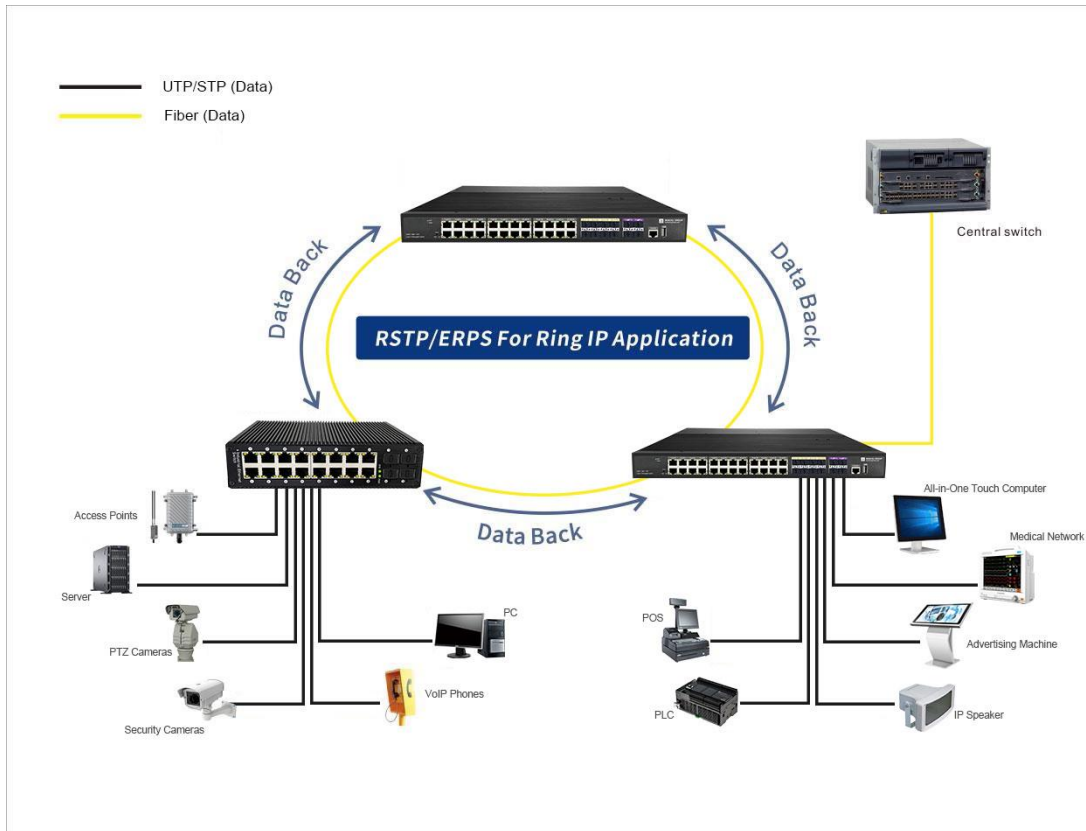 UTP/STP (Data)
Fiber (Data)
Central switch
Data Back
Data Back
RSTP/ERPS For Ring IP Application
Data Back
Access Points
Server
PTZ Cameras
Security Cameras
PC
VoIP Phones
All-in-One Touch Computer
Medical Network
POS
Advertising Machine
PLC
IP Speaker